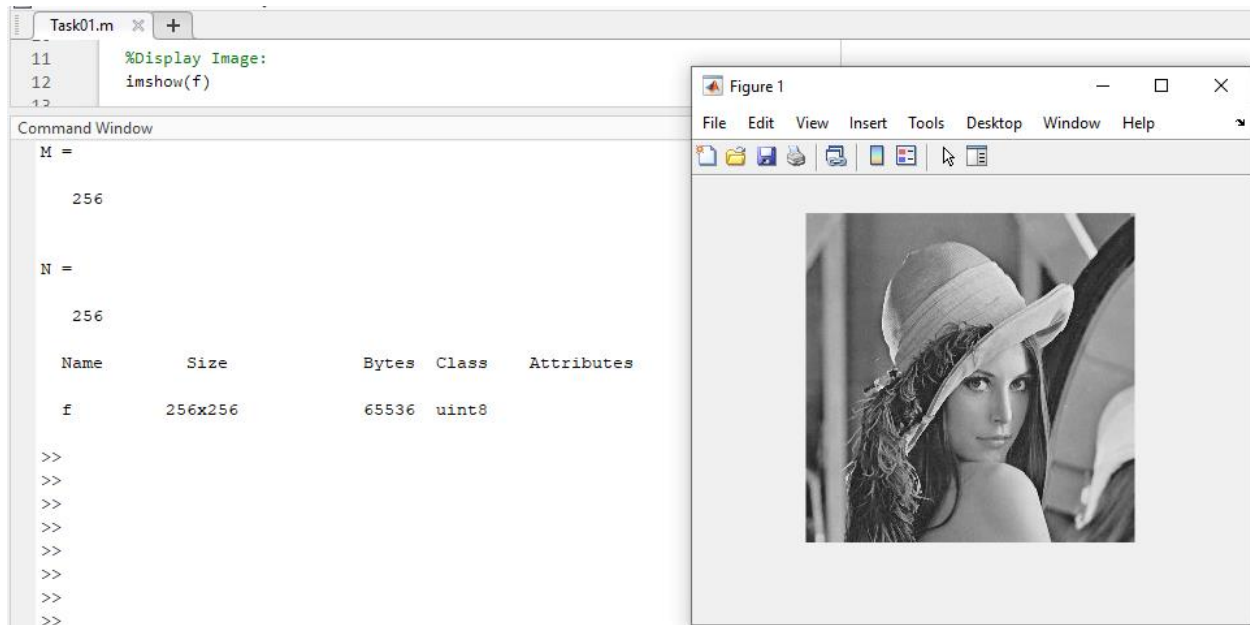 Task01.m
11 %Display Image:
12 imshow(f)
Command Window
M =
256
N =
256
Name Size Bytes Class Attributes
f 256x256 65536 uint8
>>
>>
>>
>>
>>
>>
>>
>>
Figure 1
File Edit View Insert Tools Desktop Window Help